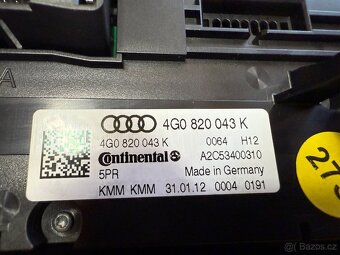 A
4G0 820 043 K
4G0 820 043 K 0064 H12
Continental A2C53400310
5PR Made in Germany
KMM KMM 31.01.12 0004 0191
Bazoš.cz